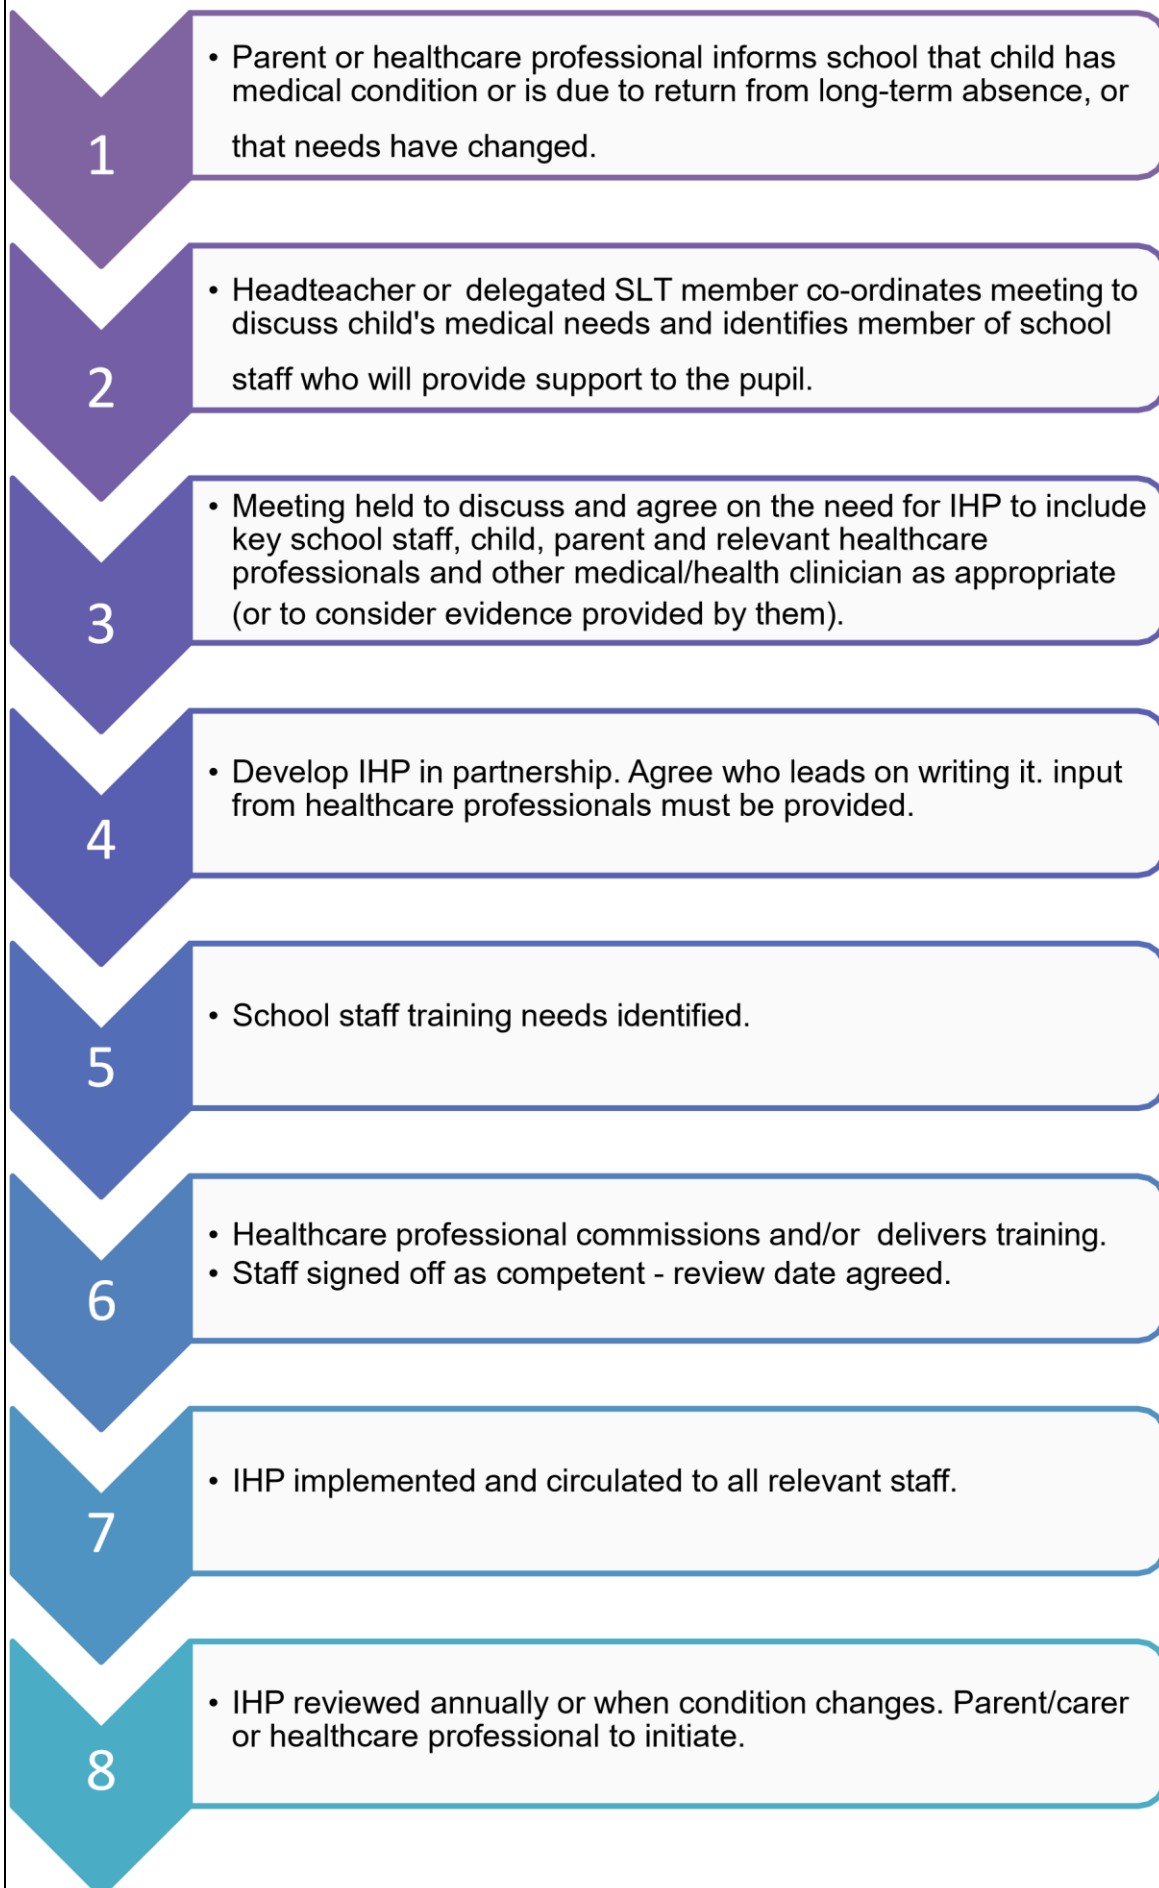 1
• Parent or healthcare professional informs school that child has
medical condition or is due to return from long-term absence, or
that needs have changed.
2
• Headteacher or  delegated SLT member co-ordinates meeting to
discuss child's medical needs and identifies member of school
staff who will provide support to the pupil.
3
• Meeting held to discuss and agree on the need for IHP to include
key school staff, child, parent and relevant healthcare
professionals and other medical/health clinician as appropriate
(or to consider evidence provided by them).
4
• Develop IHP in partnership. Agree who leads on writing it. input
from healthcare professionals must be provided.
5
• School staff training needs identified.
6
• Healthcare professional commissions and/or  delivers training.
• Staff signed off as competent - review date agreed.
7
• IHP implemented and circulated to all relevant staff.
8
• IHP reviewed annually or when condition changes. Parent/carer
or healthcare professional to initiate.